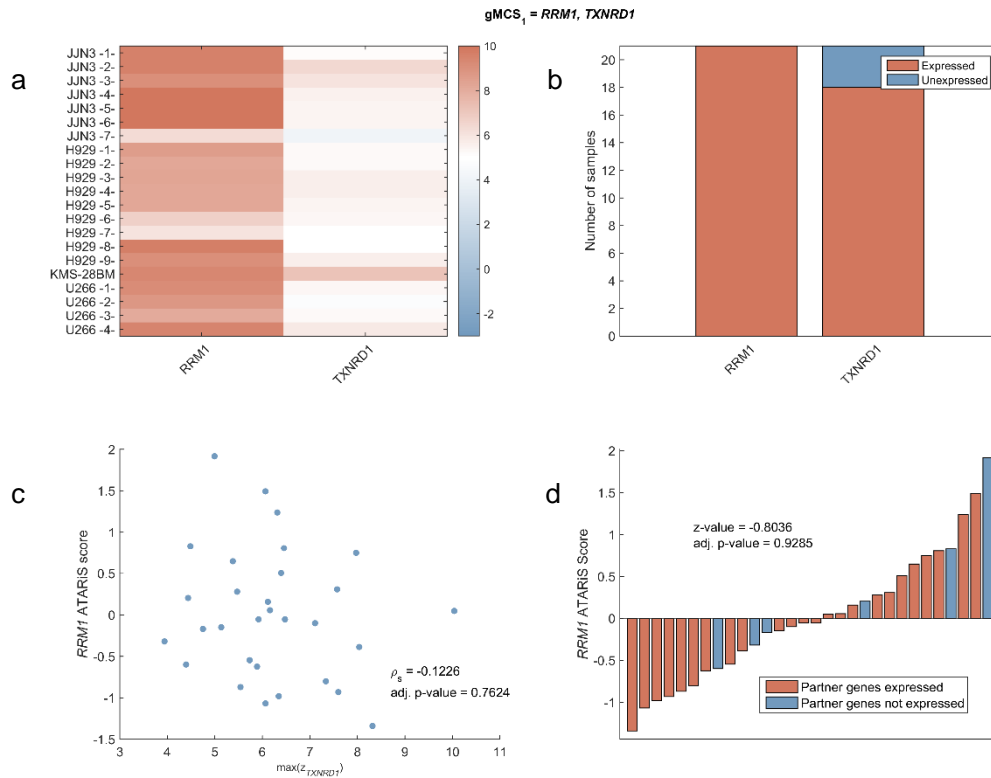 gMCS1 = RRM1, TXNRD1
a
JJN3 -1-
JJN3 -2-
JJN3 -3-
JJN3 -4-
JJN3 -5-
JJN3 -6-
JJN3 -7-
H929 -1-
H929 -2-
H929 -3-
H929 -4-
H929 -5-
H929 -6-
H929 -7-
H929 -8-
H929 -9-
KMS-28BM
U266 -1-
U266 -2-
U266 -3-
U266 -4-
RRM1
TXNRD1
10
8
6
4
2
0
-2
b
Number of samples
20
18
16
14
12
10
8
6
4
2
0
Expressed
Unexpressed
RRM1
TXNRD1
c
RRM1 ATARiS score
2
1.5
1
0.5
0
-0.5
-1
-1.5
ρs = -0.1226
adj. p-value = 0.7624
3 4 5 6 7 8 9 10 11
max(zTXNRD1)
d
RRM1 ATARiS Score
2
1.5
1
0.5
0
-0.5
-1
z-value = -0.8036
adj. p-value = 0.9285
Partner genes expressed
Partner genes not expressed